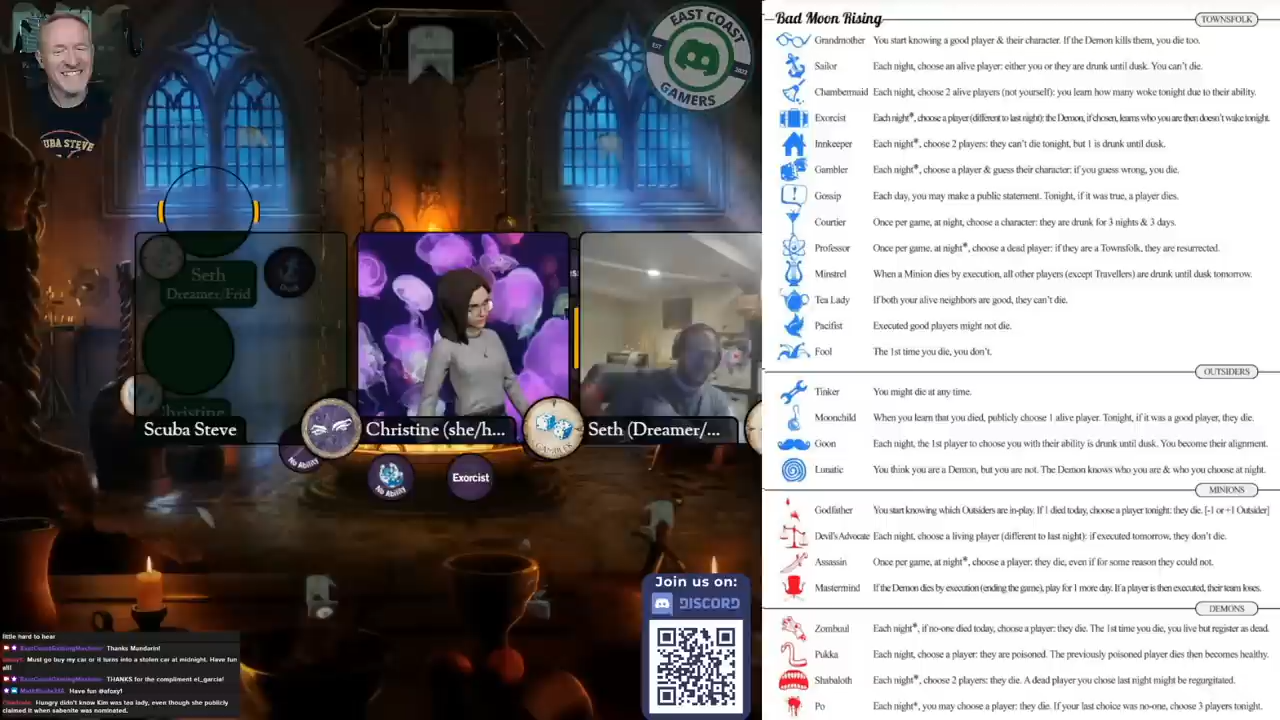 EAST COAST
EST
2022
GAMERS
UBA STEVE
Seth
Dreamer/Frid
Christine
Scuba Steve
Christine (she/h...
Seth (Dreamer/...
No Ability
No Ability
Exorcist
Join us on:
DISCORD
little hard to hear
Thanks Mundarin!
Must go buy my car or it turns into a stolen car at midnight. Have fun all!
THANKS for the compliment el_garcia!
Have fun @afoxy!
Hungry didn't know Kim was tea lady, even though she publicly
claimed it when sabenite was nominated.
Bad Moon Rising
TOWNSFOLK
Grandmother You start knowing a good player & their character. If the Demon kills them, you die too.
Sailor Each night, choose an alive player: either you or they are drunk until dusk. You can't die.
Chambermaid Each night, choose 2 alive players (not yourself): you learn how many woke tonight due to their ability.
Exorcist Each night*, choose a player (different to last night): the Demon, if chosen, learns who you are then doesn't wake tonight.
Innkeeper Each night*, choose 2 players: they can't die tonight, but 1 is drunk until dusk.
Gambler Each night*, choose a player & guess their character: if you guess wrong, you die.
Gossip Each day, you may make a public statement. Tonight, if it was true, a player dies.
Courtier Once per game, at night, choose a character: they are drunk for 3 nights & 3 days.
Professor Once per game, at night*, choose a dead player: if they are a Townsfolk, they are resurrected.
Minstrel When a Minion dies by execution, all other players (except Travellers) are drunk until dusk tomorrow.
Tea Lady If both your alive neighbors are good, they can't die.
Pacifist Executed good players might not die.
Fool The 1st time you die, you don't.
OUTSIDERS
Tinker You might die at any time.
Moonchild When you learn that you died, publicly choose 1 alive player. Tonight, if it was a good player, they die.
Goon Each night, the 1st player to choose you with their ability is drunk until dusk. You become their alignment.
Lunatic You think you are a Demon, but you are not. The Demon knows who you are & who you choose at night.
MINIONS
Godfather You start knowing which Outsiders are in-play. If 1 died today, choose a player tonight: they die. [-1 or +1 Outsider]
Devil's Advocate Each night, choose a living player (different to last night): if executed tomorrow, they don't die.
Assassin Once per game, at night*, choose a player: they die, even if for some reason they could not.
Mastermind If the Demon dies by execution (ending the game), play for 1 more day. If a player is then executed, their team loses.
DEMONS
Zombuul Each night*, if no-one died today, choose a player: they die. The 1st time you die, you live but register as dead.
Pukka Each night, choose a player: they are poisoned. The previously poisoned player dies then becomes healthy.
Shabaloth Each night*, choose 2 players: they die. A dead player you chose last night might be regurgitated.
Po Each night*, you may choose a player: they die. If your last choice was no-one, choose 3 players tonight.